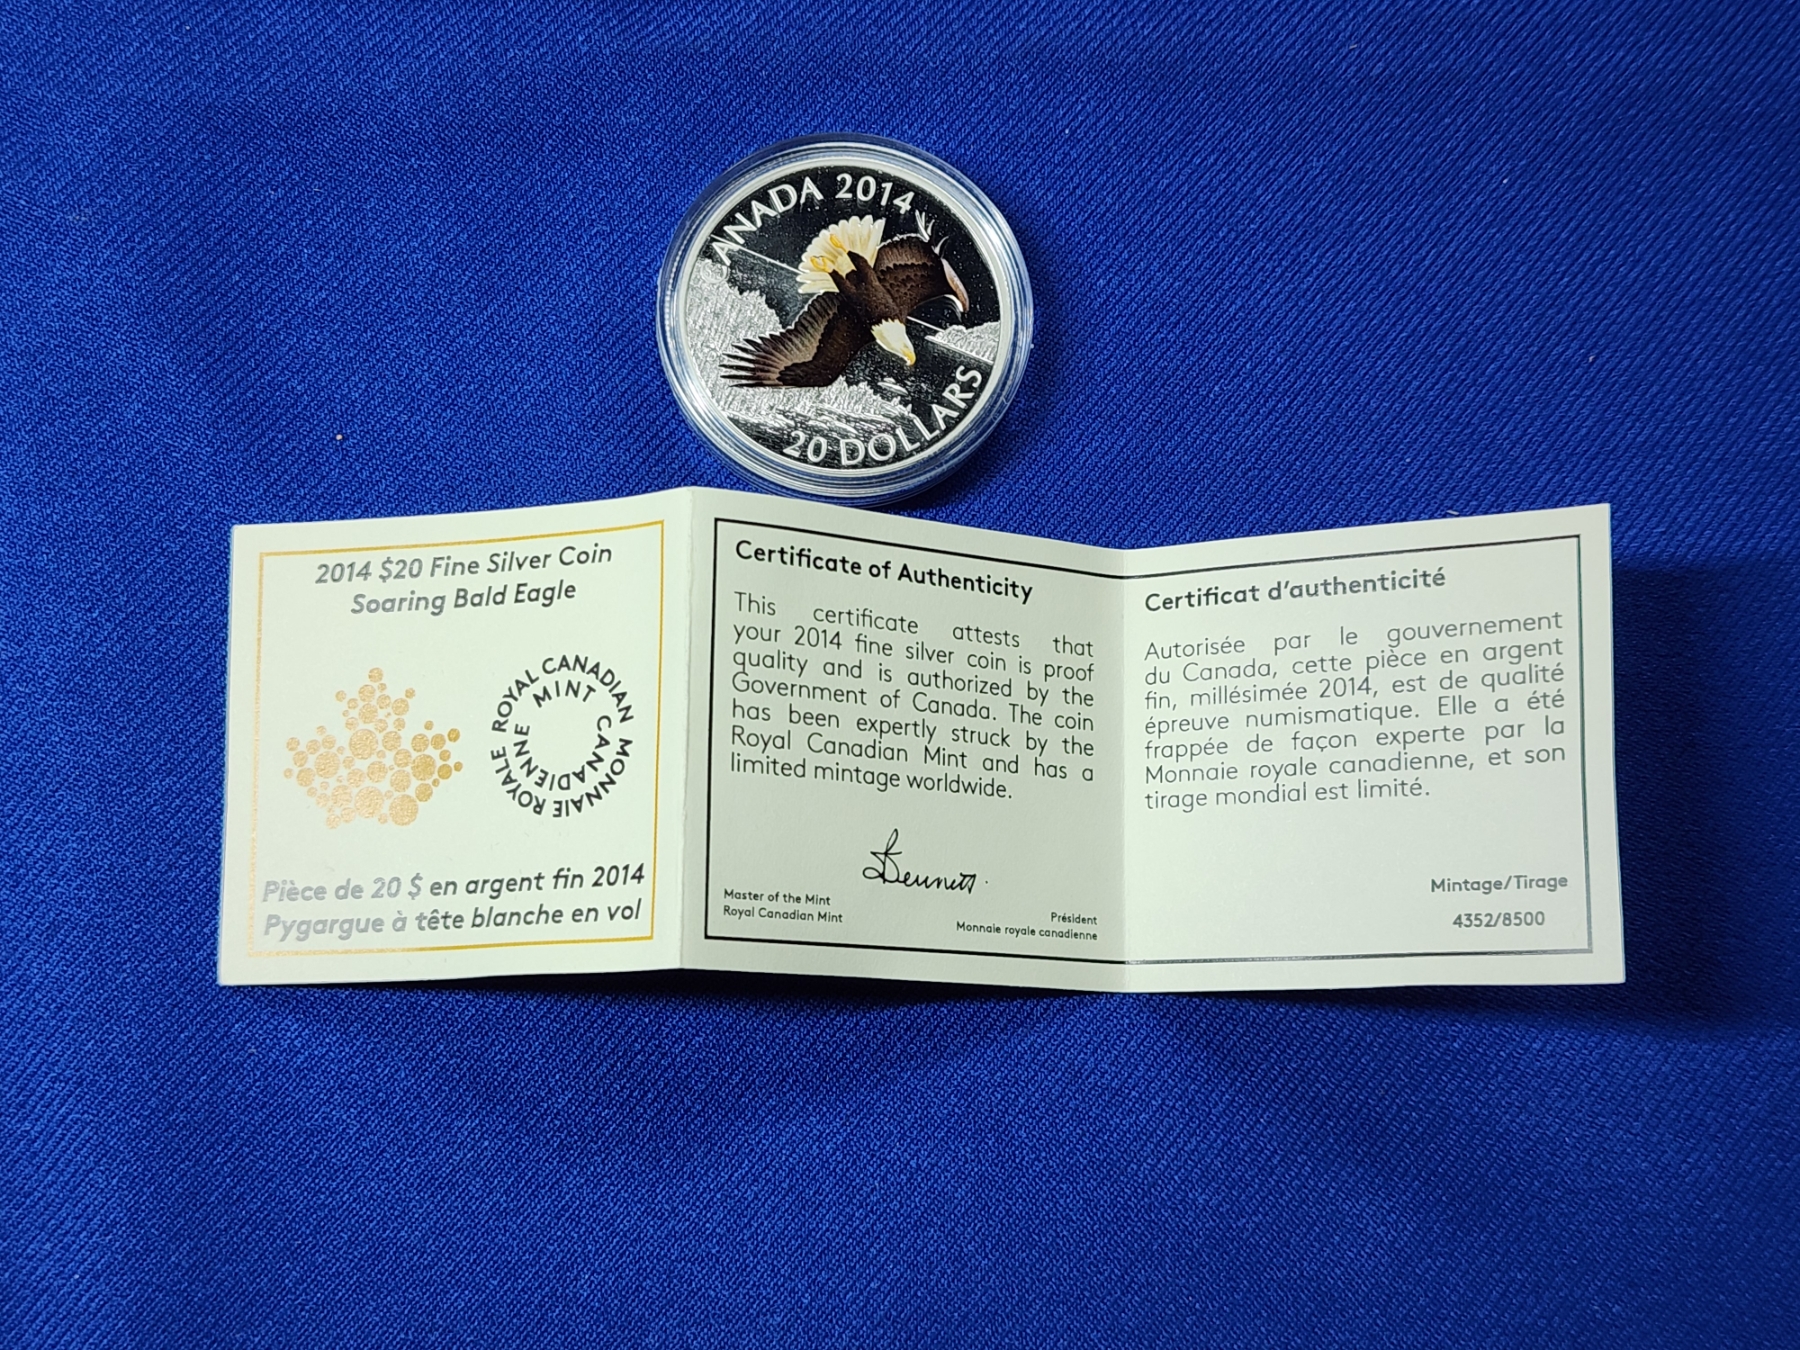 CANADA 2014
20 DOLLARS
2014 $20 Fine Silver Coin
Soaring Bald Eagle
ROYAL CANADIAN MINT
MONNAIE ROYALE CANADIENNE
Pièce de 20 $ en argent fin 2014
Pygargue à tête blanche en vol
Certificate of Authenticity
This certificate attests that
your 2014 fine silver coin is proof
quality and is authorized by the
Government of Canada. The coin
has been expertly struck by the
Royal Canadian Mint and has a
limited mintage worldwide.
Bennett
Master of the Mint
Royal Canadian Mint
Président
Monnaie royale canadienne
Certificat d'authenticité
Autorisée par le gouvernement
du Canada, cette pièce en argent
fin, millésimée 2014, est de qualité
épreuve numismatique. Elle a été
frappée de façon experte par la
Monnaie royale canadienne, et son
tirage mondial est limité.
Mintage/Tirage
4352/8500